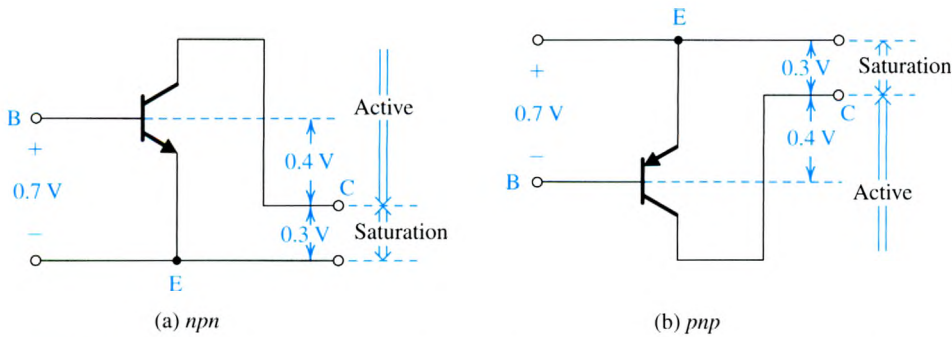 B
+
0.7 V
−
E
0.4 V
C
0.3 V
Active
Saturation
(a) npn
E
+
0.7 V
−
B
0.3 V
Saturation
C
0.4 V
Active
(b) pnp